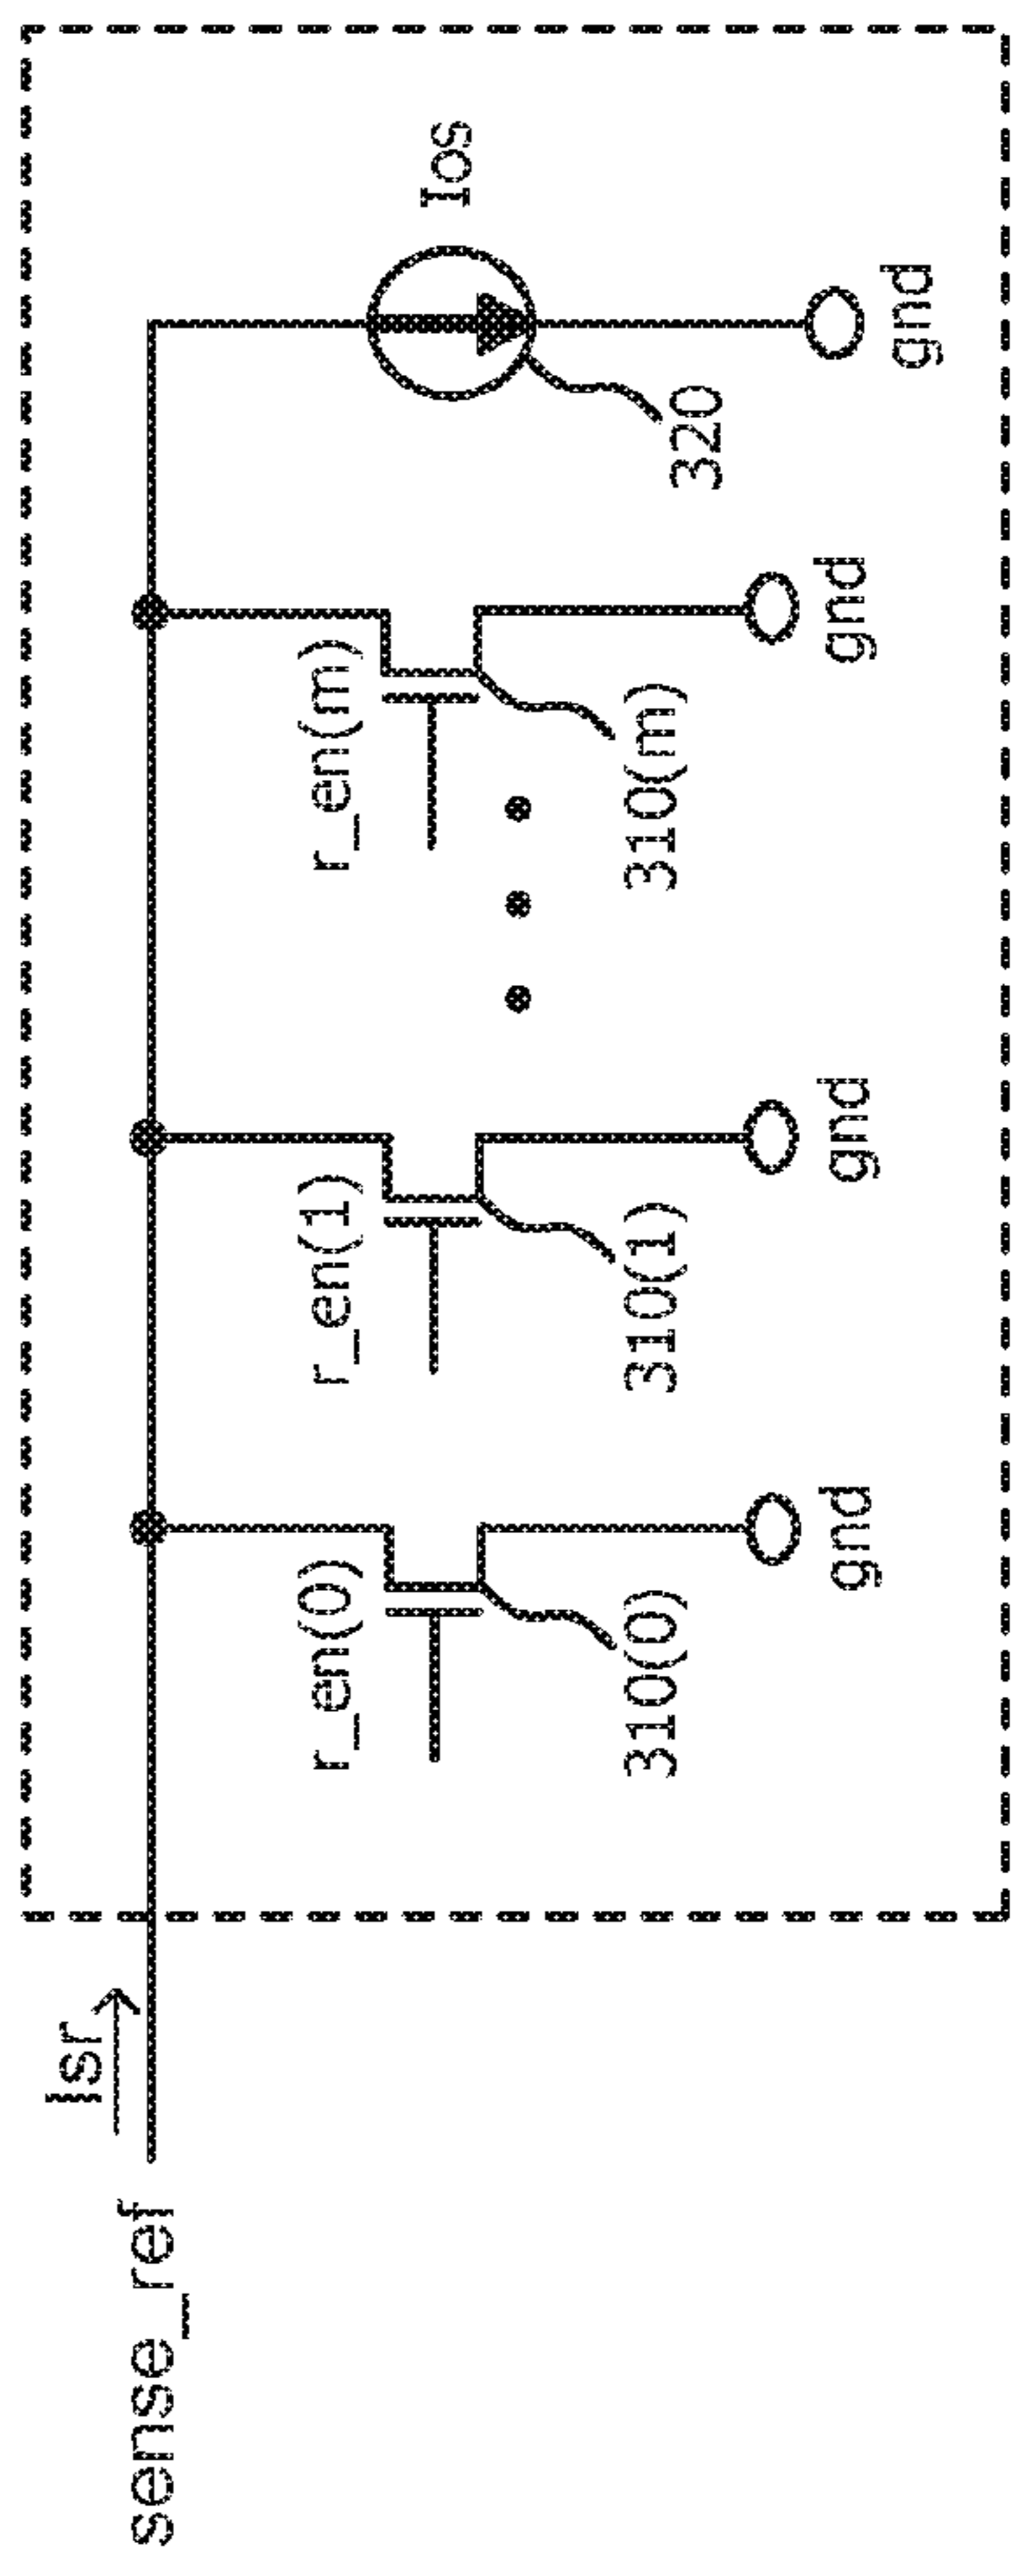 sense_ref
isr
r_en(0)
r_en(1)
r_en(m)
Ios
310(0)
310(1)
310(m)
320
gnd
gnd
gnd
gnd